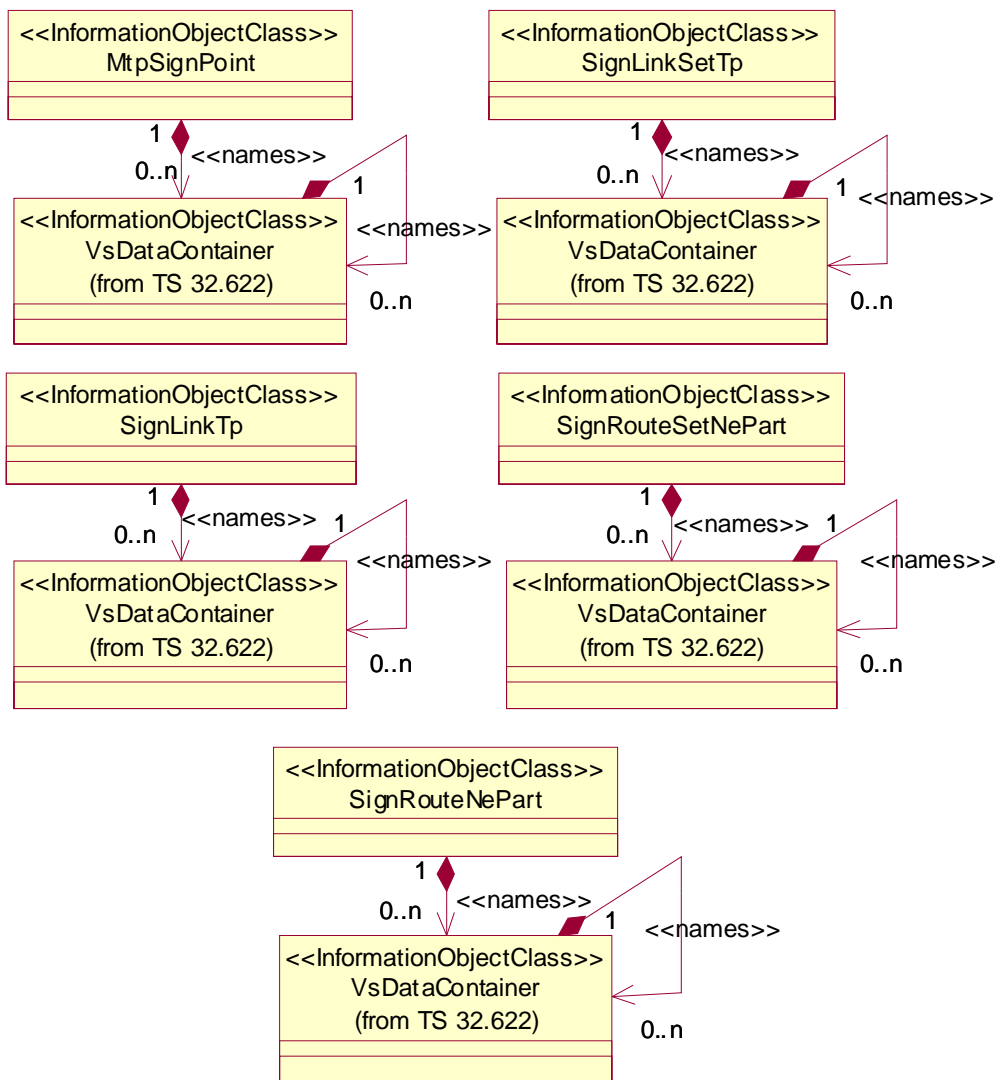 <<InformationObjectClass>>
MtpSignPoint
1
0..n
<<names>>
1
<<names>>
<<InformationObjectClass>>
VsDataContainer
(from TS 32.622)
0..n
<<InformationObjectClass>>
SignLinkSetTp
1
0..n
<<names>>
1
<<names>>
<<InformationObjectClass>>
VsDataContainer
(from TS 32.622)
0..n
<<InformationObjectClass>>
SignLinkTp
1
0..n
<<names>>
1
<<names>>
<<InformationObjectClass>>
VsDataContainer
(from TS 32.622)
0..n
<<InformationObjectClass>>
SignRouteSetNePart
1
0..n
<<names>>
1
<<names>>
<<InformationObjectClass>>
VsDataContainer
(from TS 32.622)
0..n
<<InformationObjectClass>>
SignRouteNePart
1
0..n
<<names>>
1
<<names>>
<<InformationObjectClass>>
VsDataContainer
(from TS 32.622)
0..n